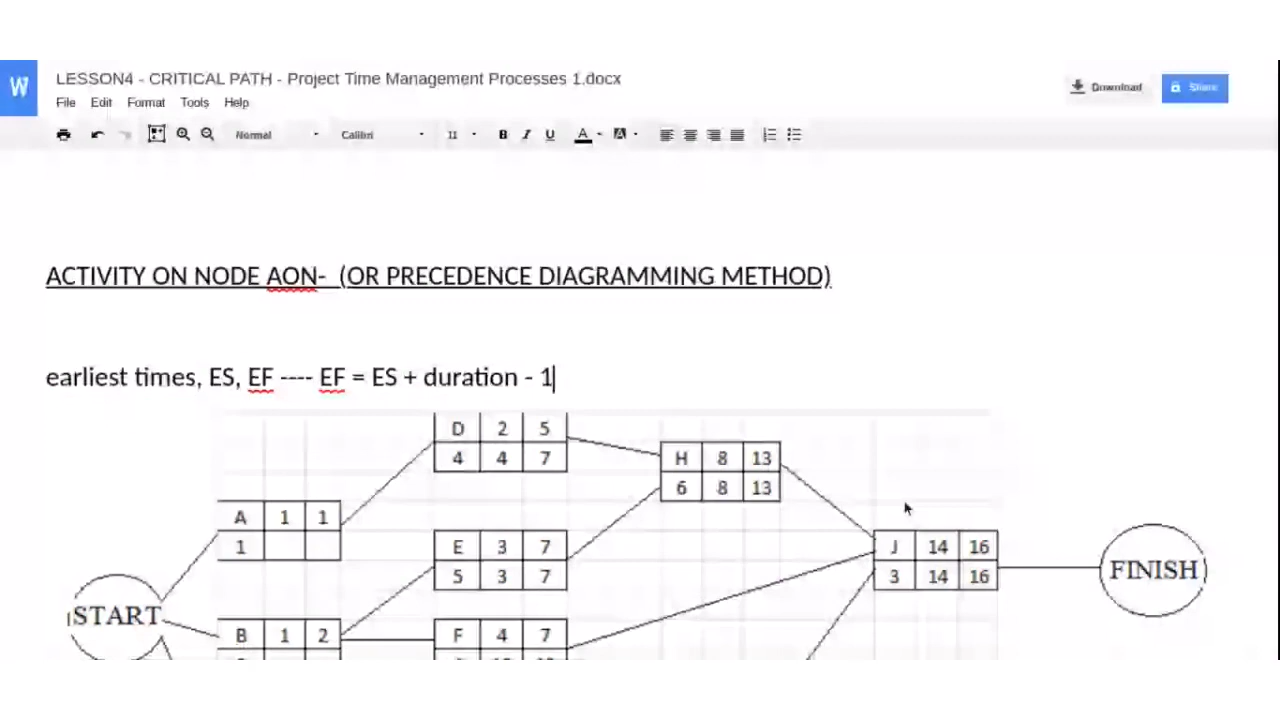 W
LESSON4 - CRITICAL PATH - Project Time Management Processes 1.docx
File Edit Format Tools Help
Download
Share
Normal Calibri 11 B I U A A
ACTIVITY ON NODE AON- (OR PRECEDENCE DIAGRAMMING METHOD)
earliest times, ES, EF ---- EF = ES + duration - 1
D 2 5
4 4 7
H 8 13
6 8 13
A 1 1
1
E 3 7
5 3 7
J 14 16
3 14 16
FINISH
START
B 1 2
F 4 7